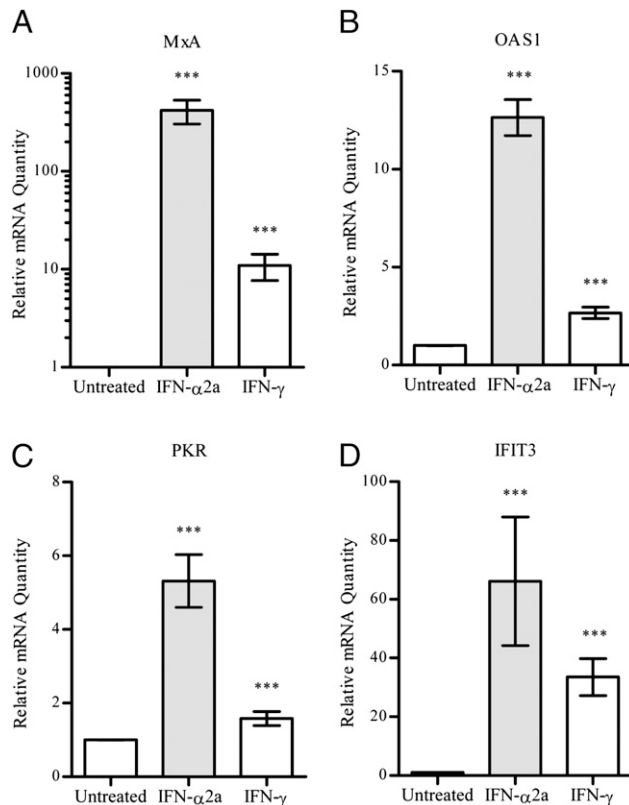 A
MxA
Relative mRNA Quantity
1000
100
10
1
***
***
Untreated IFN-α2a IFN-γ
B
OAS1
Relative mRNA Quantity
15
10
5
0
***
***
Untreated IFN-α2a IFN-γ
C
PKR
Relative mRNA Quantity
8
6
4
2
0
***
***
Untreated IFN-α2a IFN-γ
D
IFIT3
Relative mRNA Quantity
100
80
60
40
20
0
***
***
Untreated IFN-α2a IFN-γ